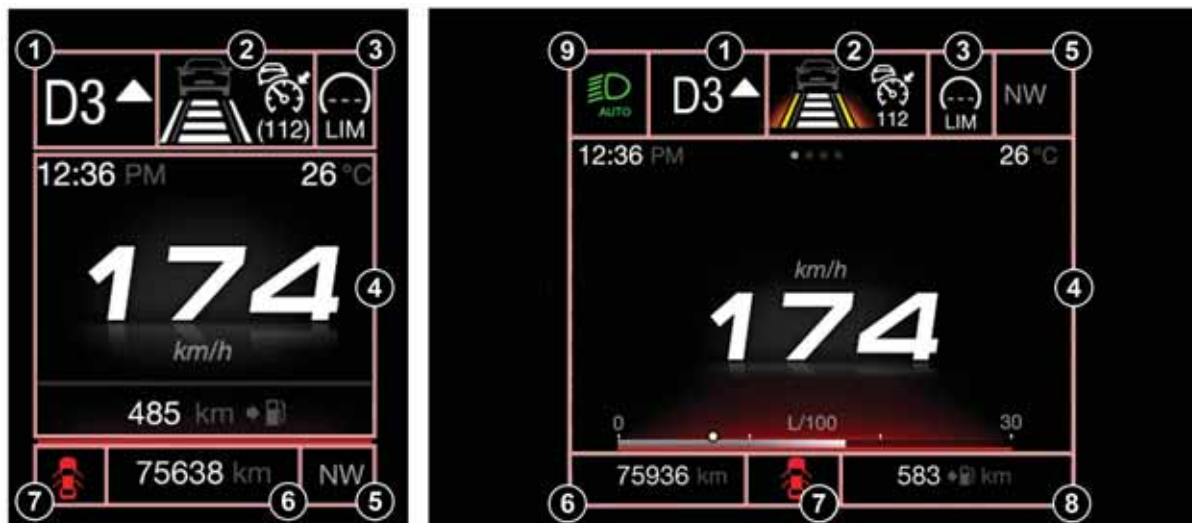 1 2 3
D3
(112)
LIM
12:36 PM 26 °C
174
km/h
4
485 km
75638 km NW
7 6 5
9 1 2 3 5
AUTO
D3
112
LIM
NW
12:36 PM 26 °C
km/h
174
4
0 L/100 30
75936 km 583 km
6 7 8